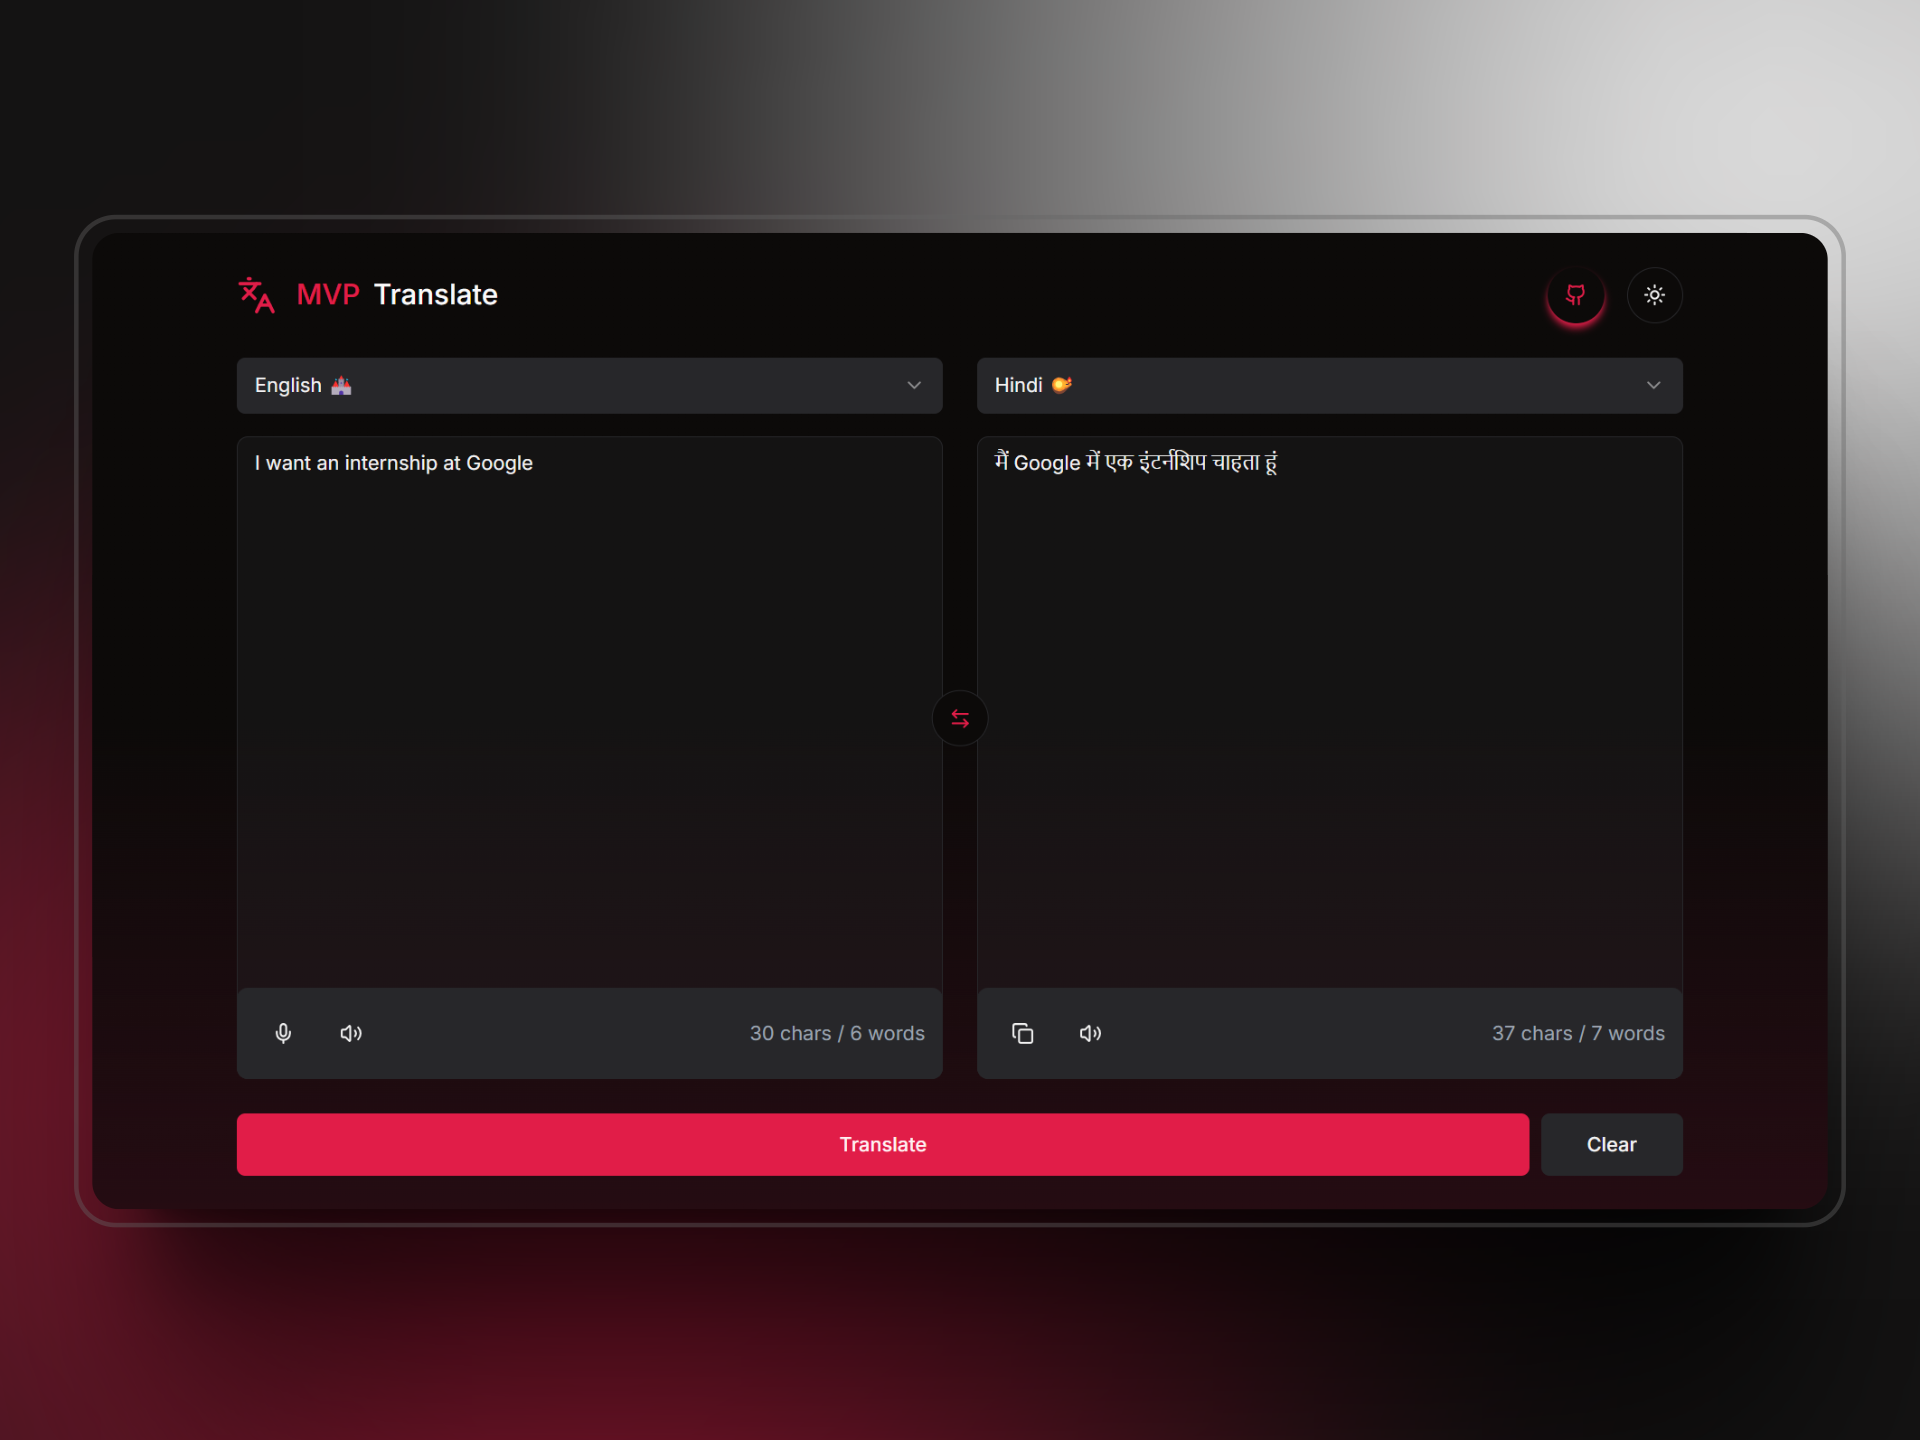 MVP Translate
English 🏰
Hindi ☄️
I want an internship at Google
मैं Google में एक इंटर्नशिप चाहता हूं
30 chars / 6 words
37 chars / 7 words
Translate
Clear